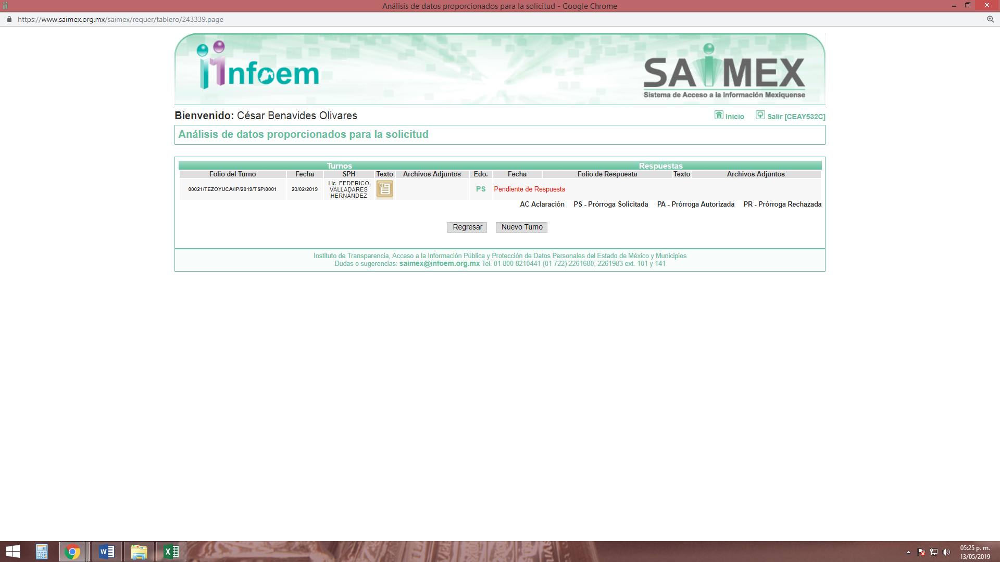 Análisis de datos proporcionados para la solicitud - Google Chrome
https://www.saimex.org.mx/saimex/requer/tablero/243339.page
infoem
SAIMEX
Sistema de Acceso a la Información Mexiquense
Bienvenido: César Benavides Olivares
Inicio
Salir [CEAY532C]
Análisis de datos proporcionados para la solicitud
Turnos
Respuestas
Folio del Turno Fecha SPH Texto Archivos Adjuntos Edo. Fecha Folio de Respuesta Texto Archivos Adjuntos
00021/TEZOYUCA/IP/2019/TSP/0001 23/02/2019 Lic. FEDERICO
VALLADARES
HERNÁNDEZ
PS Pendiente de Respuesta
AC Aclaración PS - Prórroga Solicitada PA - Prórroga Autorizada PR - Prórroga Rechazada
Regresar
Nuevo Turno
Instituto de Transparencia, Acceso a la Información Pública y Protección de Datos Personales del Estado de México y Municipios
Dudas o sugerencias: saimex@infoem.org.mx Tel. 01 800 8210441 (01 722) 2261680, 2261983 ext. 101 y 141
05:25 p. m.
13/05/2019